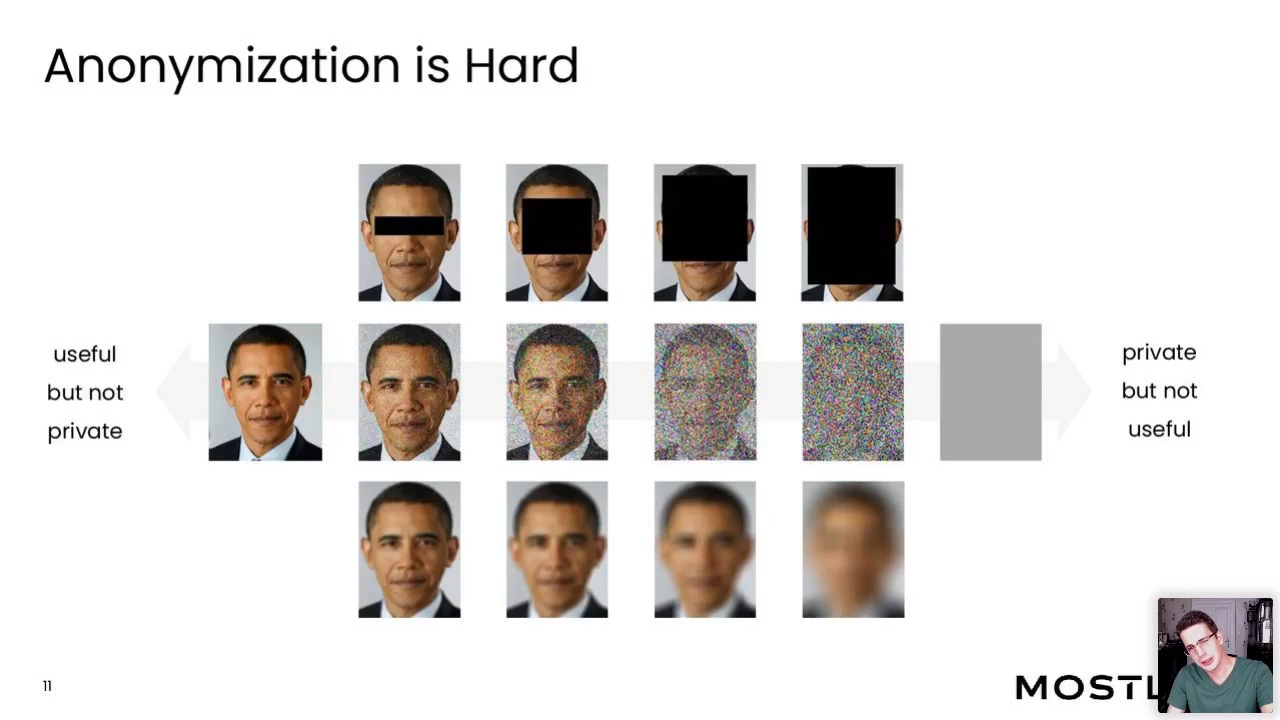 Anonymization is Hard
useful
but not
private
private
but not
useful
11
MOSTL